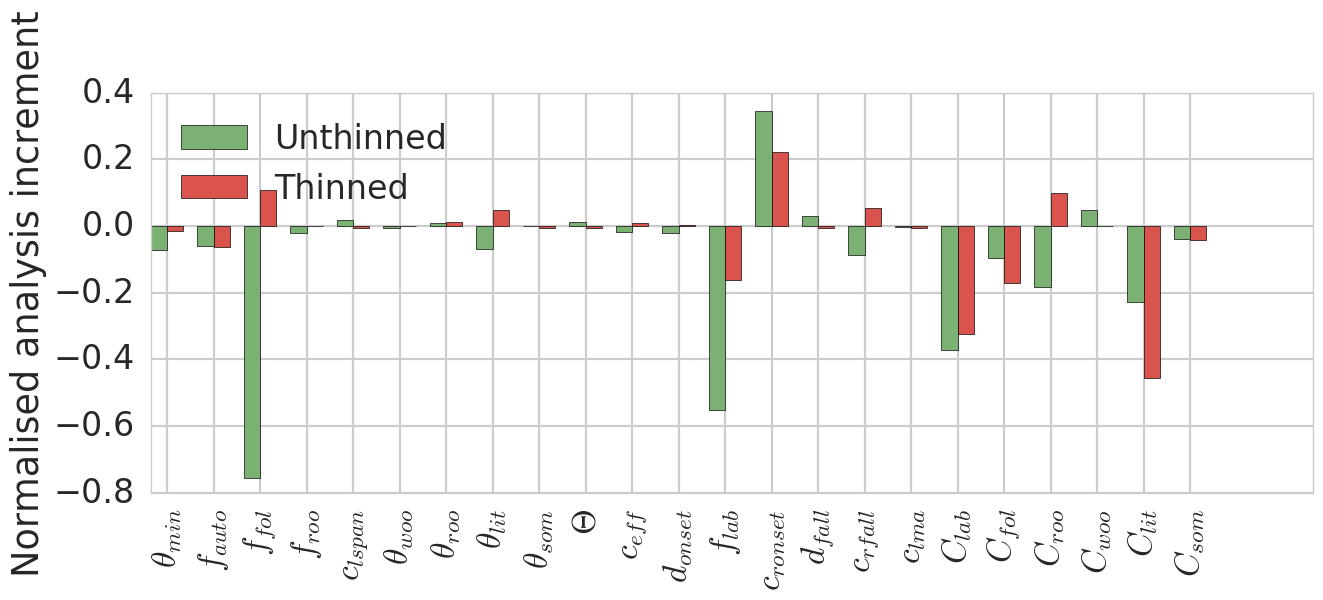 Normalised analysis increment
0.4
0.2
0.0
−0.2
−0.4
−0.6
−0.8
Unthinned
Thinned
θ_min
f_auto
f_fol
f_roo
c_lspan
θ_woo
θ_roo
θ_lit
θ_som
Θ
c_eff
d_onset
f_lab
c_ronset
d_fall
c_rfall
c_lma
C_lab
C_fol
C_roo
C_woo
C_lit
C_som